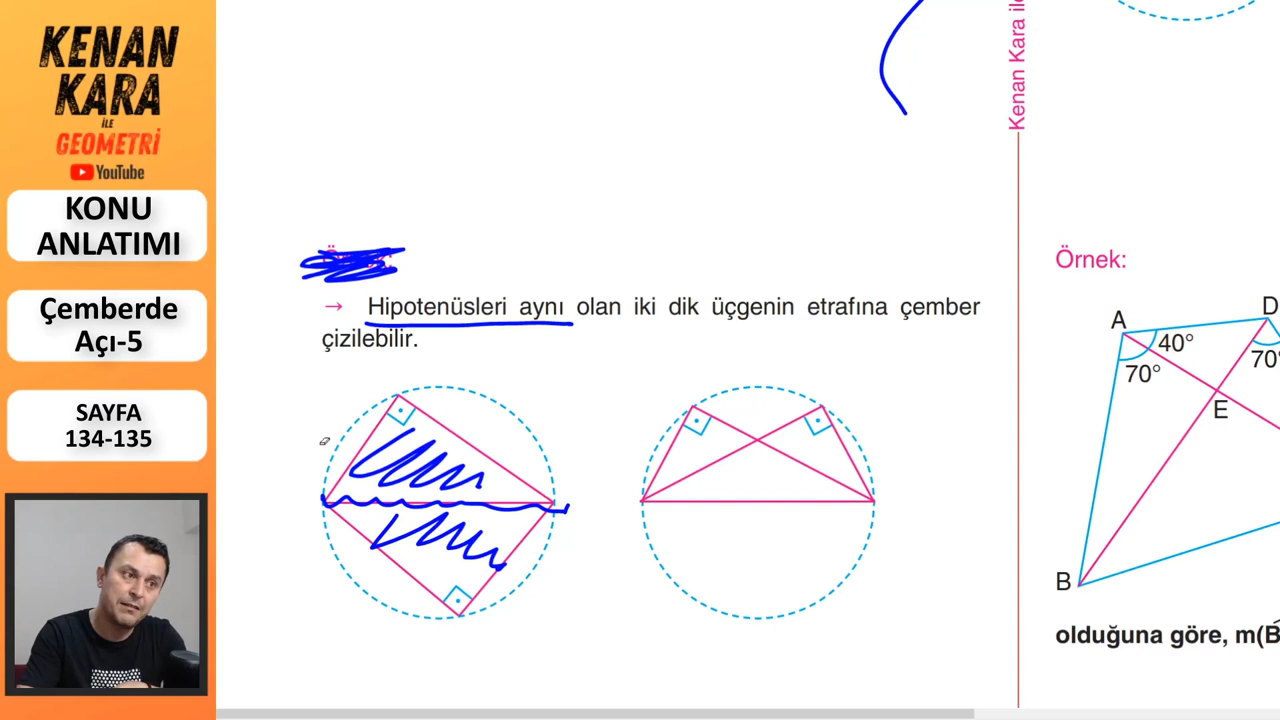 KENAN
KARA
İLE
GEOMETRİ
YouTube
KONU
ANLATIMI
Çemberde
Açı-5
SAYFA
134-135
→ Hipotenüsleri aynı olan iki dik üçgenin etrafına çember
çizilebilir.
Kenan Kara ile
Örnek:
A
D
40°
70°
70°
E
B
olduğuna göre, m(B